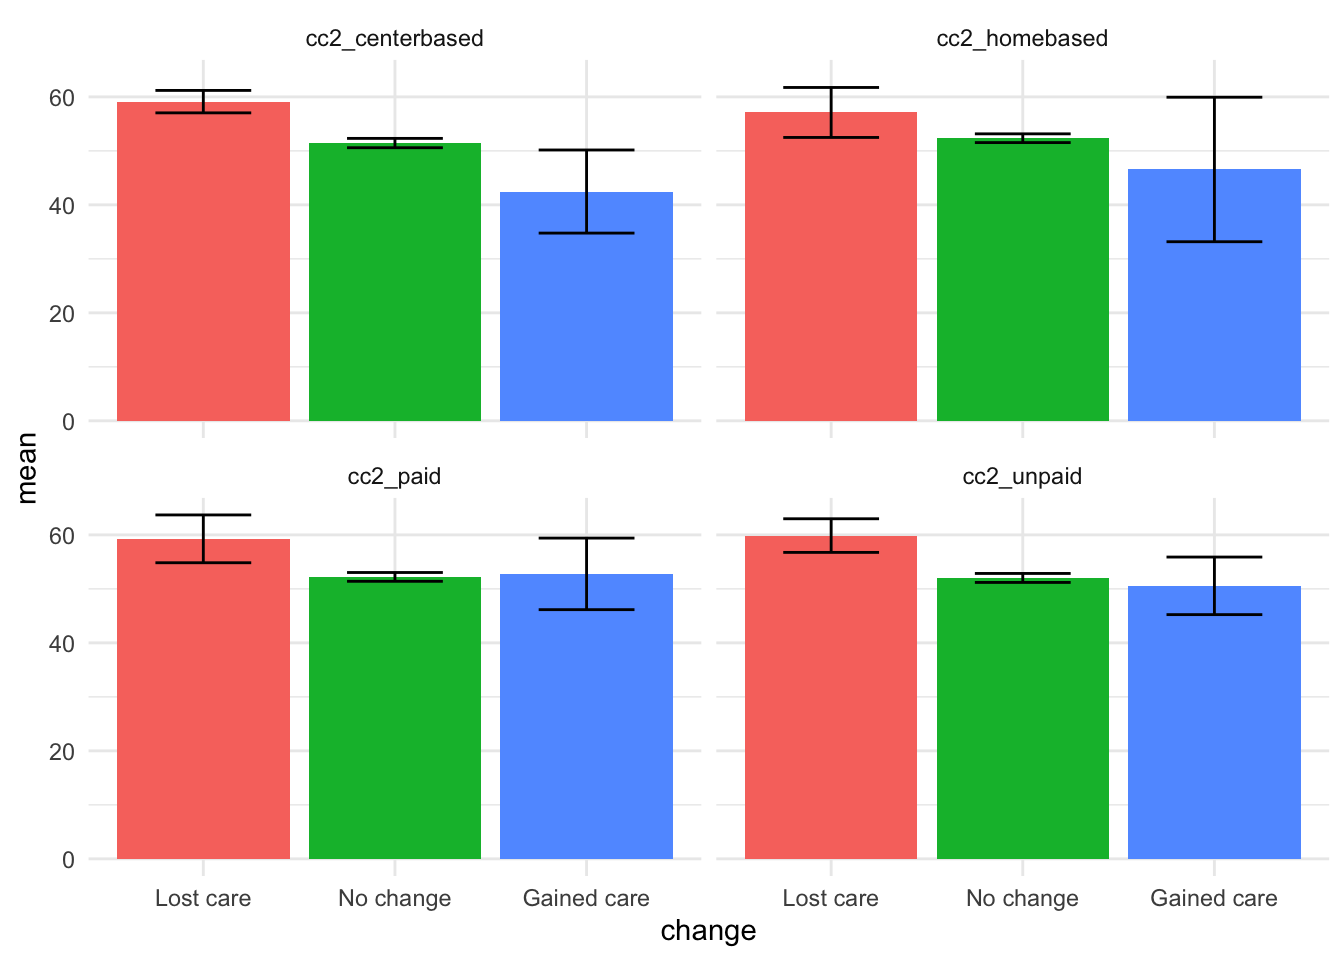 cc2_centerbased cc2_homebased
60
40
20
0
mean
cc2_paid cc2_unpaid
60
40
20
0
Lost care No change Gained care Lost care No change Gained care
change